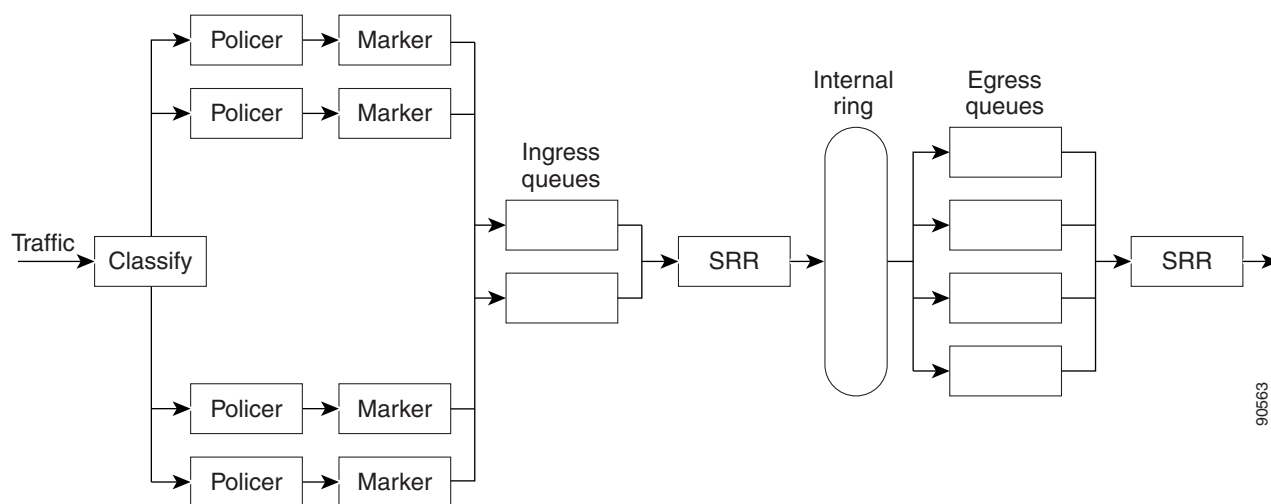 Policer
Marker
Policer
Marker
Internal
ring
Egress
queues
Ingress
queues
Traffic
Classify
SRR
SRR
Policer
Marker
Policer
Marker
90563